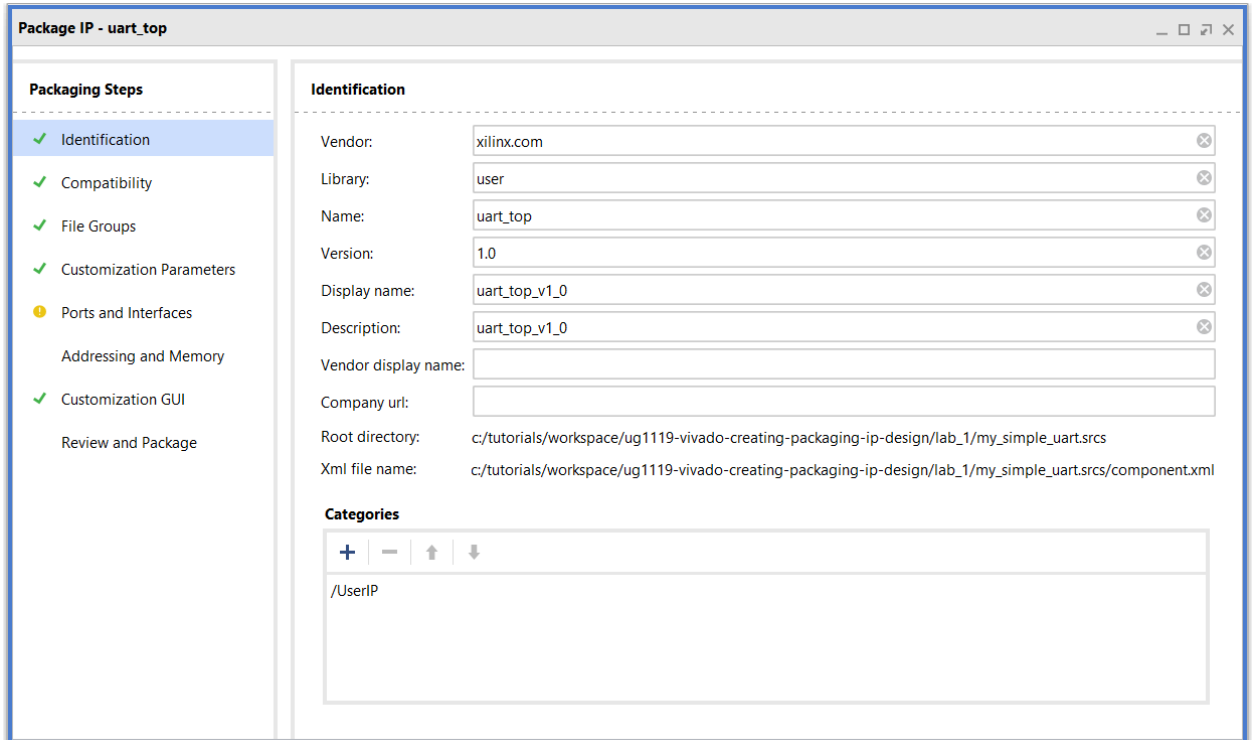 Package IP - uart_top
Packaging Steps
Identification
Compatibility
File Groups
Customization Parameters
Ports and Interfaces
Addressing and Memory
Customization GUI
Review and Package
Identification
Vendor: xilinx.com
Library: user
Name: uart_top
Version: 1.0
Display name: uart_top_v1_0
Description: uart_top_v1_0
Vendor display name:
Company url:
Root directory: c:/tutorials/workspace/ug1119-vivado-creating-packaging-ip-design/lab_1/my_simple_uart.srcs
Xml file name: c:/tutorials/workspace/ug1119-vivado-creating-packaging-ip-design/lab_1/my_simple_uart.srcs/component.xml
Categories
/UserIP